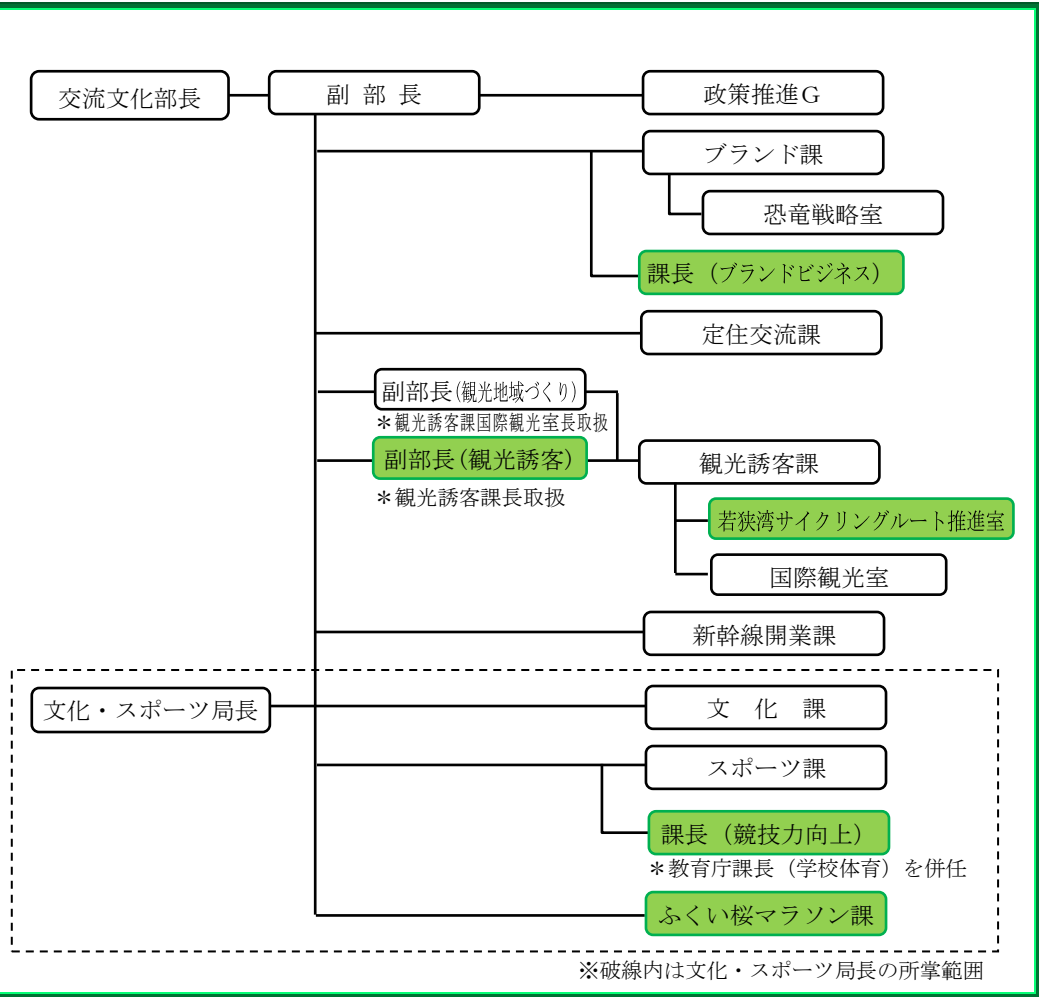 交流文化部長
副 部 長
政策推進G
ブランド課
恐竜戦略室
課長（ブランドビジネス）
定住交流課
副部長(観光地域づくり)
＊観光誘客課国際観光室長取扱
副部長(観光誘客)
＊観光誘客課長取扱
観光誘客課
若狭湾サイクリングルート推進室
国際観光室
新幹線開業課
文化・スポーツ局長
文 化 課
スポーツ課
課長（競技力向上）
＊教育庁課長（学校体育）を併任
ふくい桜マラソン課
※破線内は文化・スポーツ局長の所掌範囲